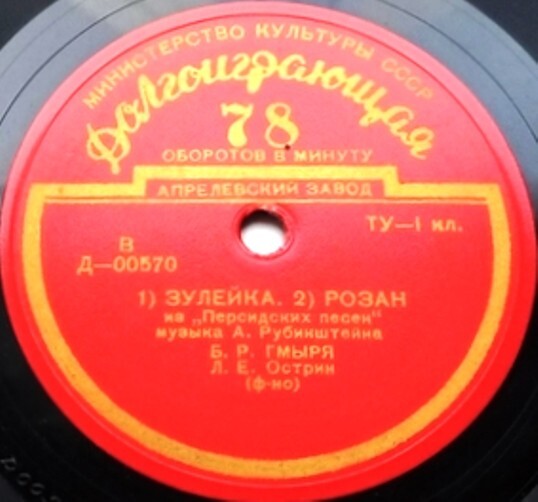 МИНИСТЕРСТВО КУЛЬТУРЫ СССР
Долгоиграющая
78
ОБОРОТОВ В МИНУТУ
АПРЕЛЕВСКИЙ ЗАВОД
ТУ—1 кл.
В
Д—00570
1) ЗУЛЕЙКА. 2) РОЗАН
из „Персидских песен"
музыка А. Рубинштейна
Б. Р. ГМЫРЯ
Л. Е. Острин
(ф-но)